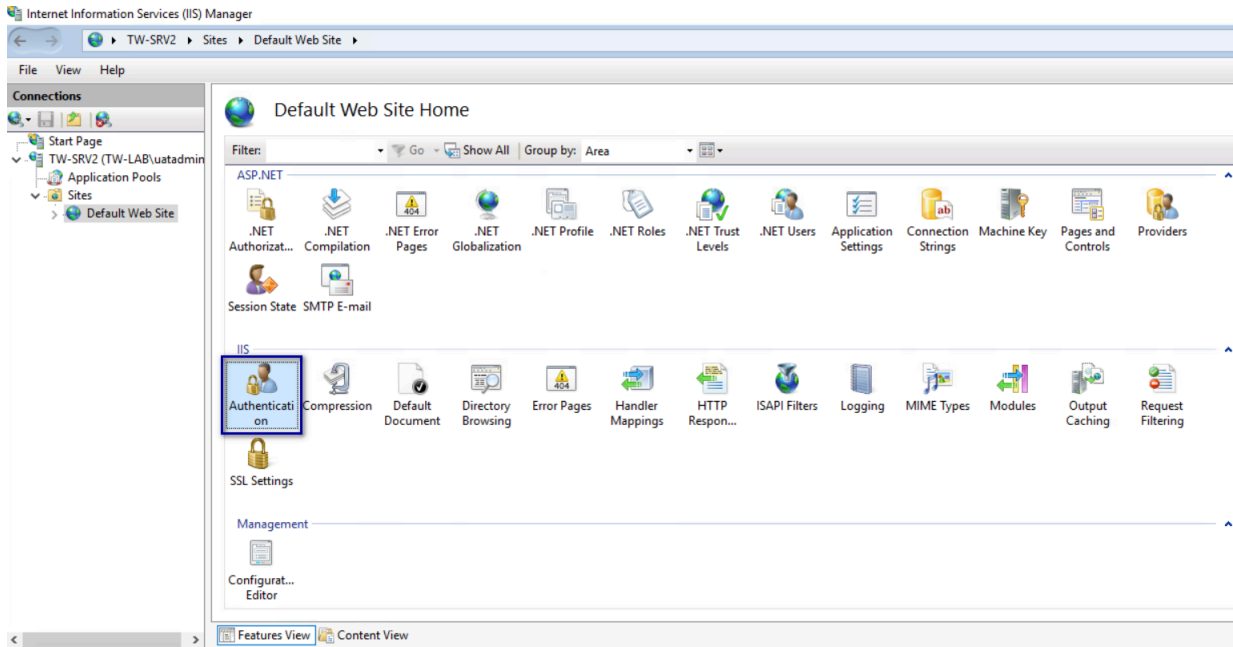 Internet Information Services (IIS) Manager
TW-SRV2 Sites Default Web Site
File View Help
Connections
Start Page
TW-SRV2 (TW-LAB\uatadmin
Application Pools
Sites
Default Web Site
Default Web Site Home
Filter: Go Show All Group by: Area
ASP.NET
.NET Authorizat...
.NET Compilation
.NET Error Pages
.NET Globalization
.NET Profile
.NET Roles
.NET Trust Levels
.NET Users
Application Settings
Connection Strings
Machine Key
Pages and Controls
Providers
Session State
SMTP E-mail
IIS
Authenticati on
Compression
Default Document
Directory Browsing
Error Pages
Handler Mappings
HTTP Respon...
ISAPI Filters
Logging
MIME Types
Modules
Output Caching
Request Filtering
SSL Settings
Management
Configurat... Editor
Features View Content View